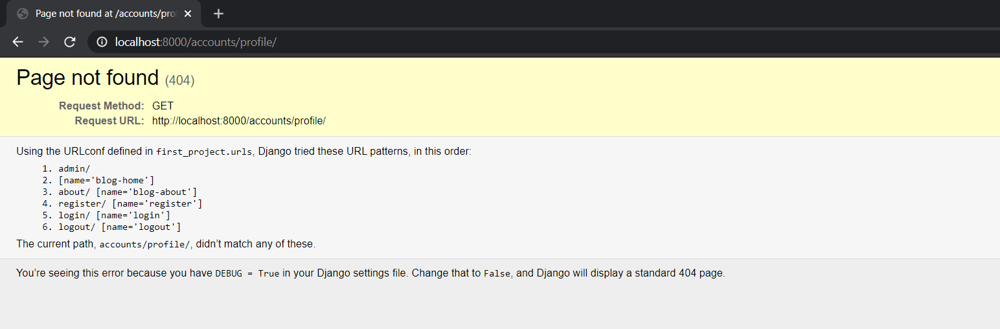 Page not found at /accounts/pro
localhost:8000/accounts/profile/
Page not found (404)
Request Method: GET
Request URL: http://localhost:8000/accounts/profile/
Using the URLconf defined in first_project.urls, Django tried these URL patterns, in this order:
1. admin/
2. [name='blog-home']
3. about/ [name='blog-about']
4. register/ [name='register']
5. login/ [name='login']
6. logout/ [name='logout']
The current path, accounts/profile/, didn’t match any of these.
You’re seeing this error because you have DEBUG = True in your Django settings file. Change that to False, and Django will display a standard 404 page.